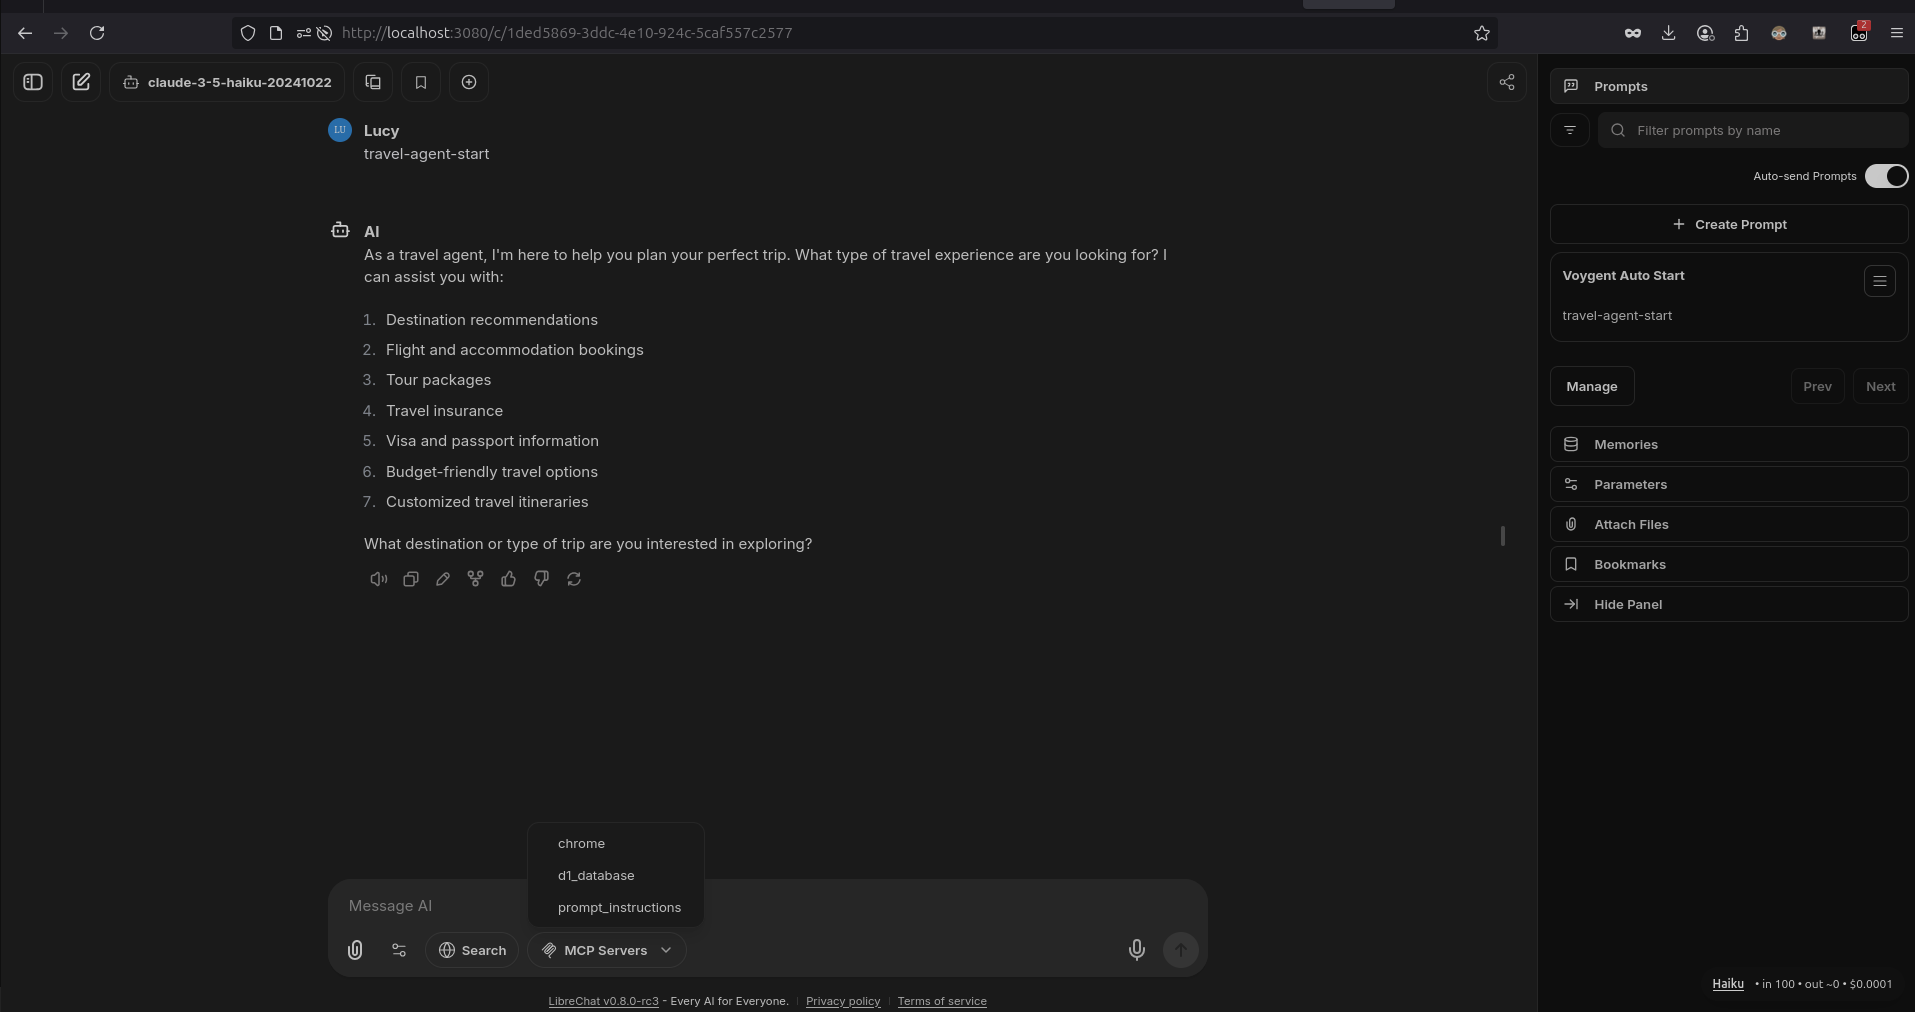 http://localhost:3080/c/1ded5869-3ddc-4e10-924c-5caf557c2577
2
claude-3-5-haiku-20241022
LU
Lucy
travel-agent-start
AI
As a travel agent, I'm here to help you plan your perfect trip. What type of travel experience are you looking for? I
can assist you with:
1. Destination recommendations
2. Flight and accommodation bookings
3. Tour packages
4. Travel insurance
5. Visa and passport information
6. Budget-friendly travel options
7. Customized travel itineraries
What destination or type of trip are you interested in exploring?
chrome
d1_database
prompt_instructions
Message AI
Search
MCP Servers
LibreChat v0.8.0-rc3 - Every AI for Everyone. | Privacy policy | Terms of service
Prompts
Filter prompts by name
Auto-send Prompts
+ Create Prompt
Voygent Auto Start
travel-agent-start
Manage
Prev
Next
Memories
Parameters
Attach Files
Bookmarks
Hide Panel
Haiku • in 100 • out ~0 • $0.0001